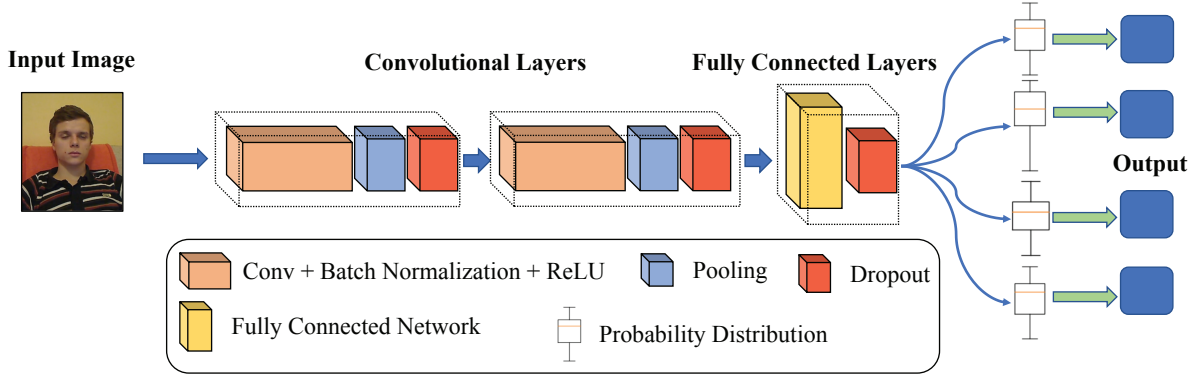 Input Image
Convolutional Layers
Fully Connected Layers
Output
Conv + Batch Normalization + ReLU
Pooling
Dropout
Fully Connected Network
Probability Distribution